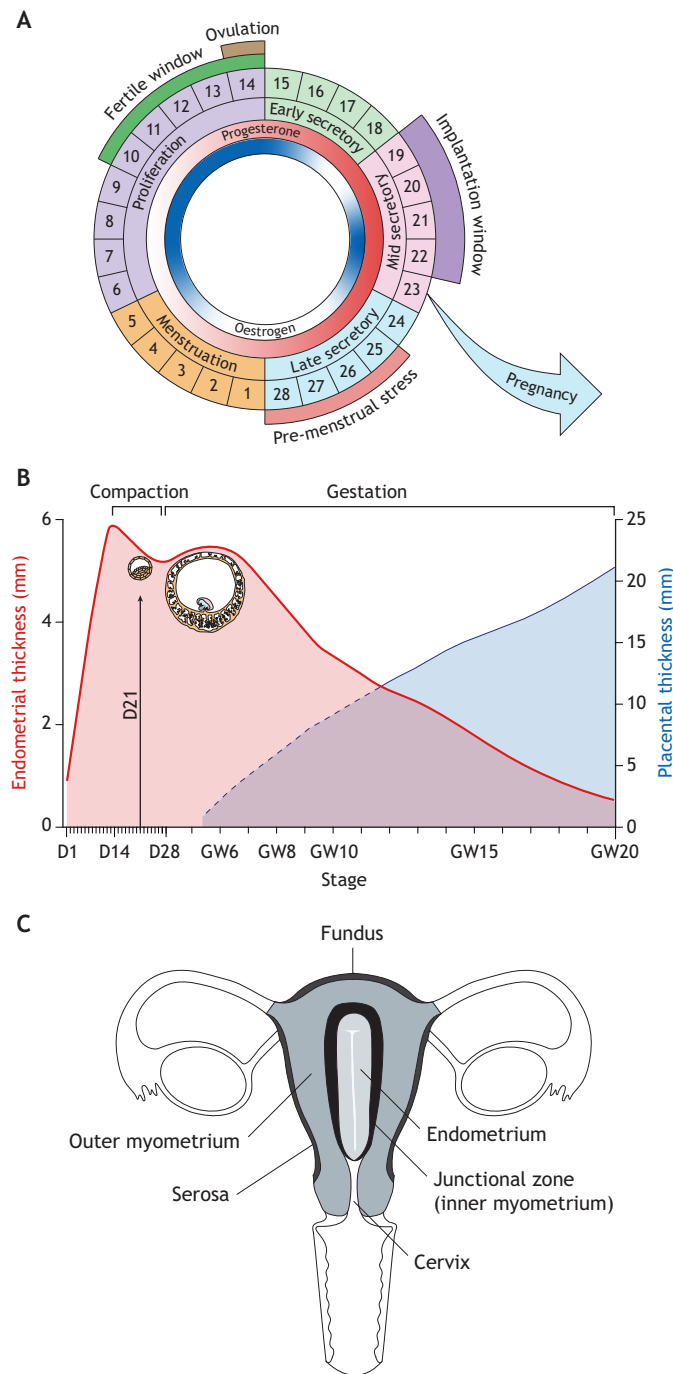 A
Ovulation
Fertile window
Implantation window
Pre-menstrual stress
Pregnancy
1
2
3
4
5
6
7
8
9
10
11
12
13
14
15
16
17
18
19
20
21
22
23
24
25
26
27
28
Menstruation
Proliferation
Early secretory
Mid secretory
Late secretory
Progesterone
Oestrogen
B
Compaction
Gestation
Endometrial thickness (mm)
6
4
2
0
Placental thickness (mm)
25
20
15
10
5
0
D21
D1
D14
D28
GW6
GW8
GW10
GW15
GW20
Stage
C
Fundus
Outer myometrium
Endometrium
Serosa
Junctional zone
(inner myometrium)
Cervix